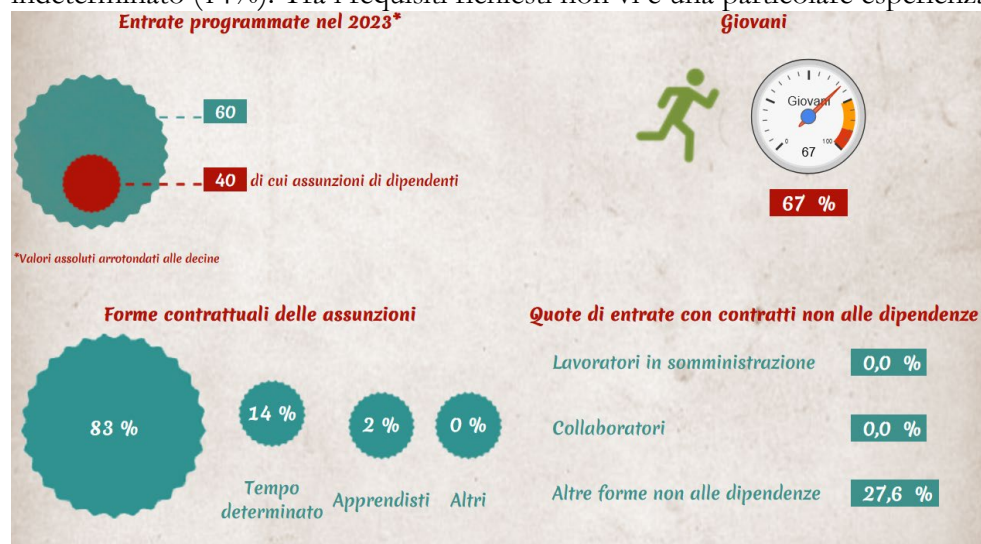 indeterminato (14%). Tra i requisiti richiesti non vi è una particolare esperienza
Entrate programmate nel 2023*
60
40 di cui assunzioni di dipendenti
*Valori assoluti arrotondati alle decine
Giovani
Giovani
0 100
67
67 %
Forme contrattuali delle assunzioni
83 %
14 %
2 %
0 %
Tempo
determinato
Apprendisti
Altri
Quote di entrate con contratti non alle dipendenze
Lavoratori in somministrazione 0,0 %
Collaboratori 0,0 %
Altre forme non alle dipendenze 27,6 %